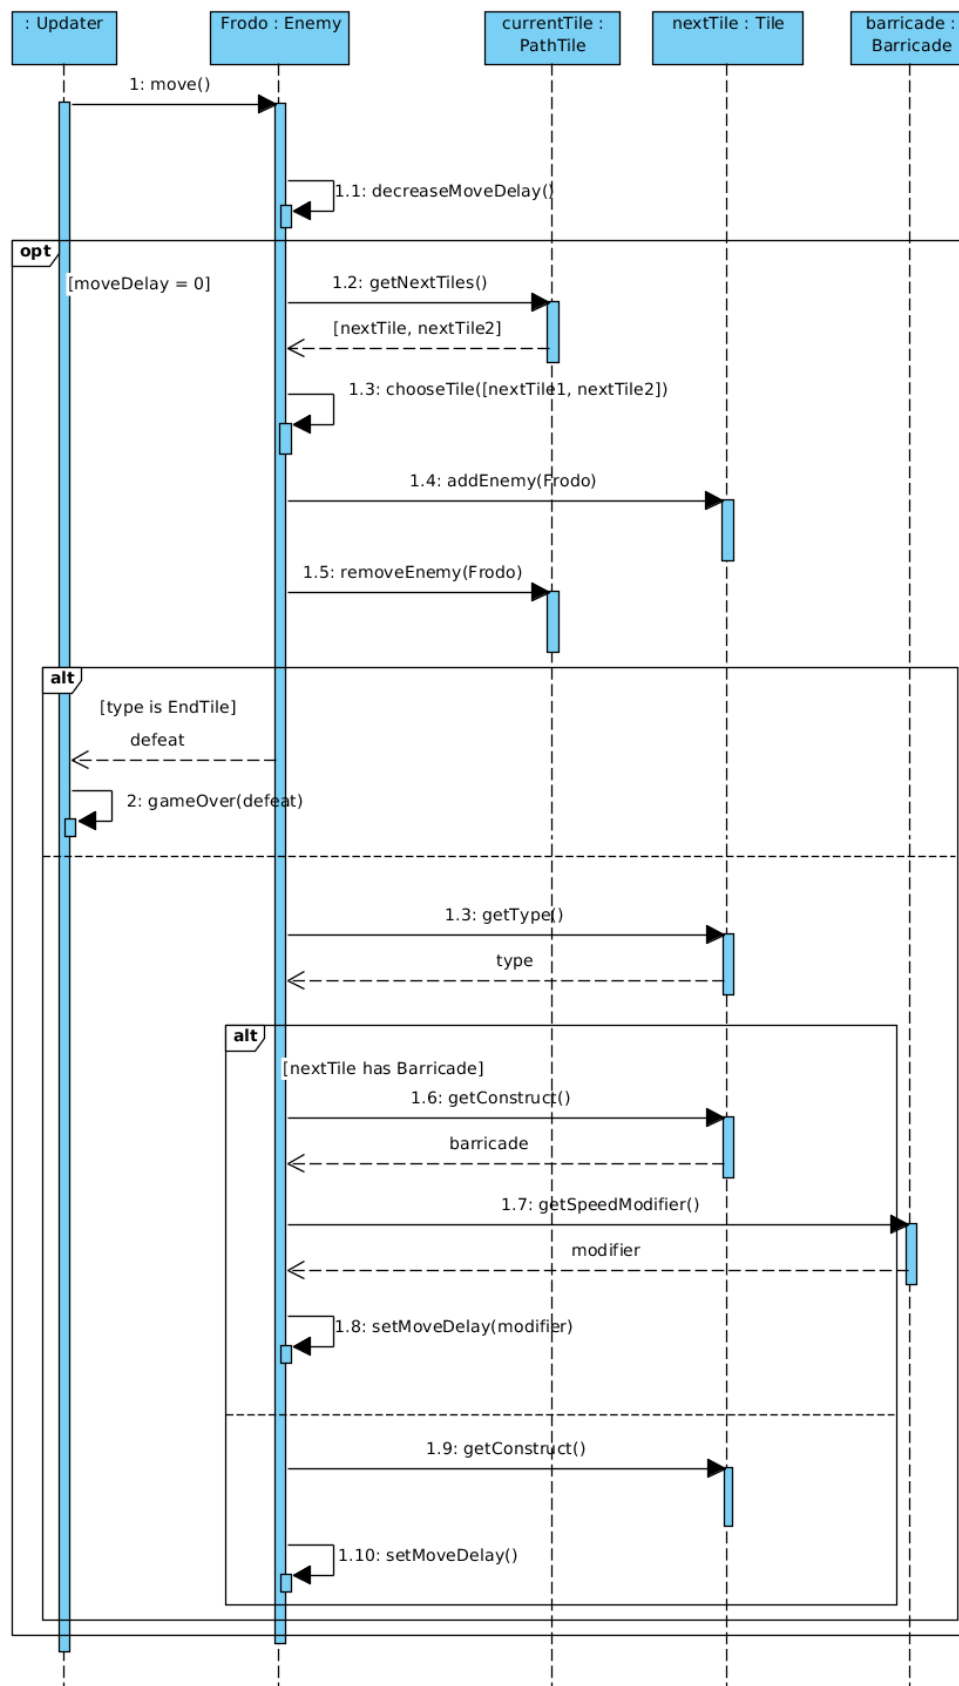 : Updater
Frodo : Enemy
currentTile :
PathTile
nextTile : Tile
barricade :
Barricade
1: move()
1.1: decreaseMoveDelay()
opt
[moveDelay = 0]
1.2: getNextTiles()
[nextTile, nextTile2]
1.3: chooseTile([nextTile1, nextTile2])
1.4: addEnemy(Frodo)
1.5: removeEnemy(Frodo)
alt
[type is EndTile]
defeat
2: gameOver(defeat)
1.3: getType()
type
alt
[nextTile has Barricade]
1.6: getConstruct()
barricade
1.7: getSpeedModifier()
modifier
1.8: setMoveDelay(modifier)
1.9: getConstruct()
1.10: setMoveDelay()